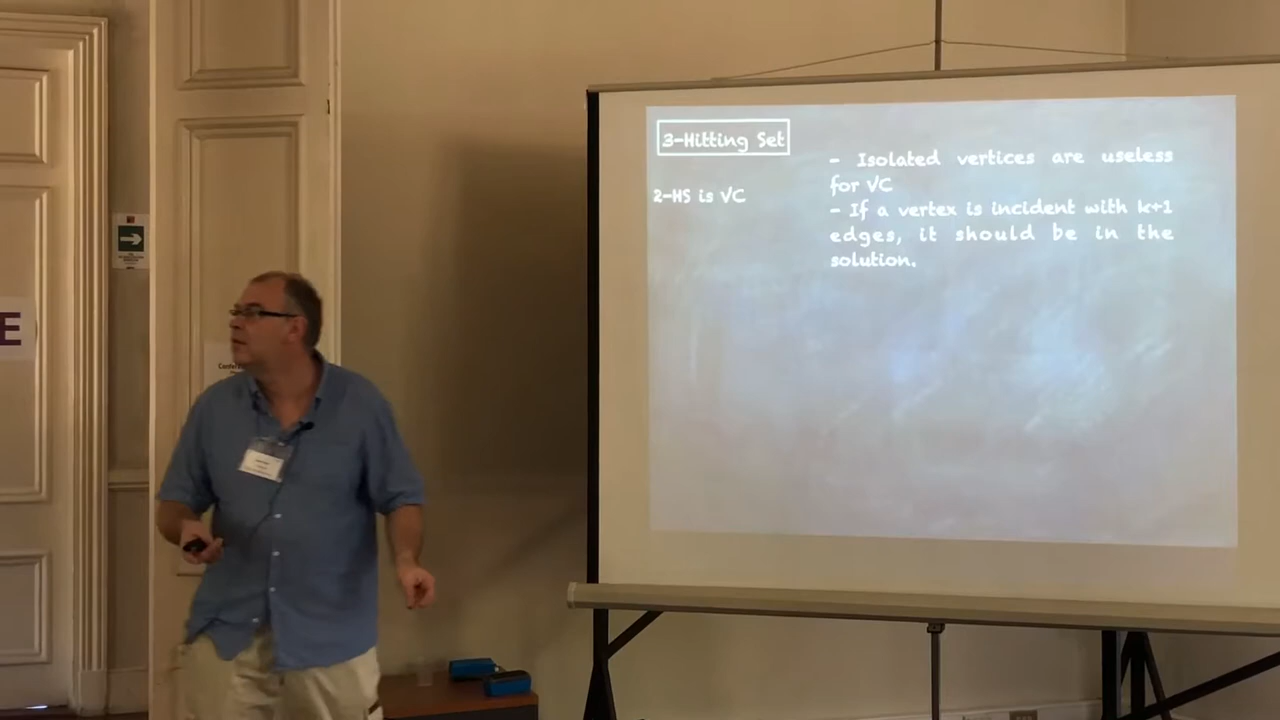 3-Hitting Set
2-HS is VC
- Isolated vertices are useless
for VC
- If a vertex is incident with k+1
edges, it should be in the
solution.
E